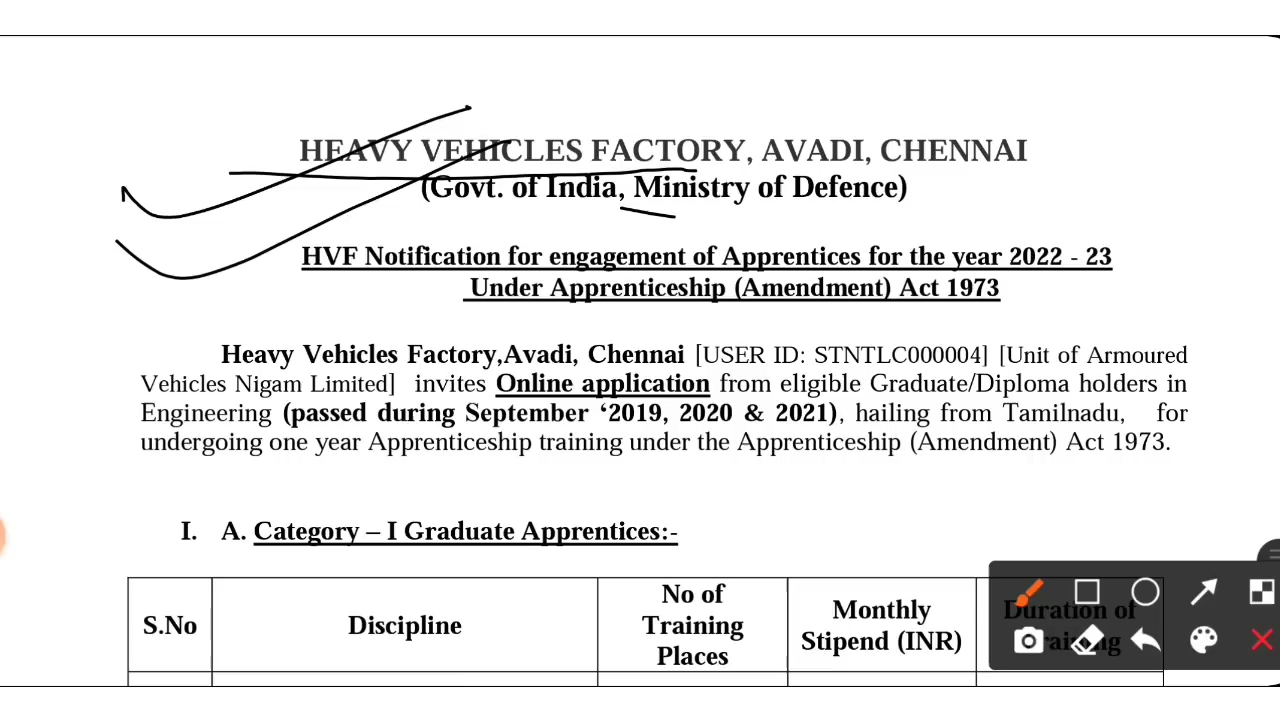 HEAVY VEHICLES FACTORY, AVADI, CHENNAI
(Govt. of India, Ministry of Defence)
HVF Notification for engagement of Apprentices for the year 2022 - 23
Under Apprenticeship (Amendment) Act 1973
Heavy Vehicles Factory,Avadi, Chennai [USER ID: STNTLC000004] [Unit of Armoured
Vehicles Nigam Limited] invites Online application from eligible Graduate/Diploma holders in
Engineering (passed during September ‘2019, 2020 & 2021), hailing from Tamilnadu, for
undergoing one year Apprenticeship training under the Apprenticeship (Amendment) Act 1973.
I. A. Category – I Graduate Apprentices:-
S.No
Discipline
No of
Training
Places
Monthly
Stipend (INR)
Duration of
Training